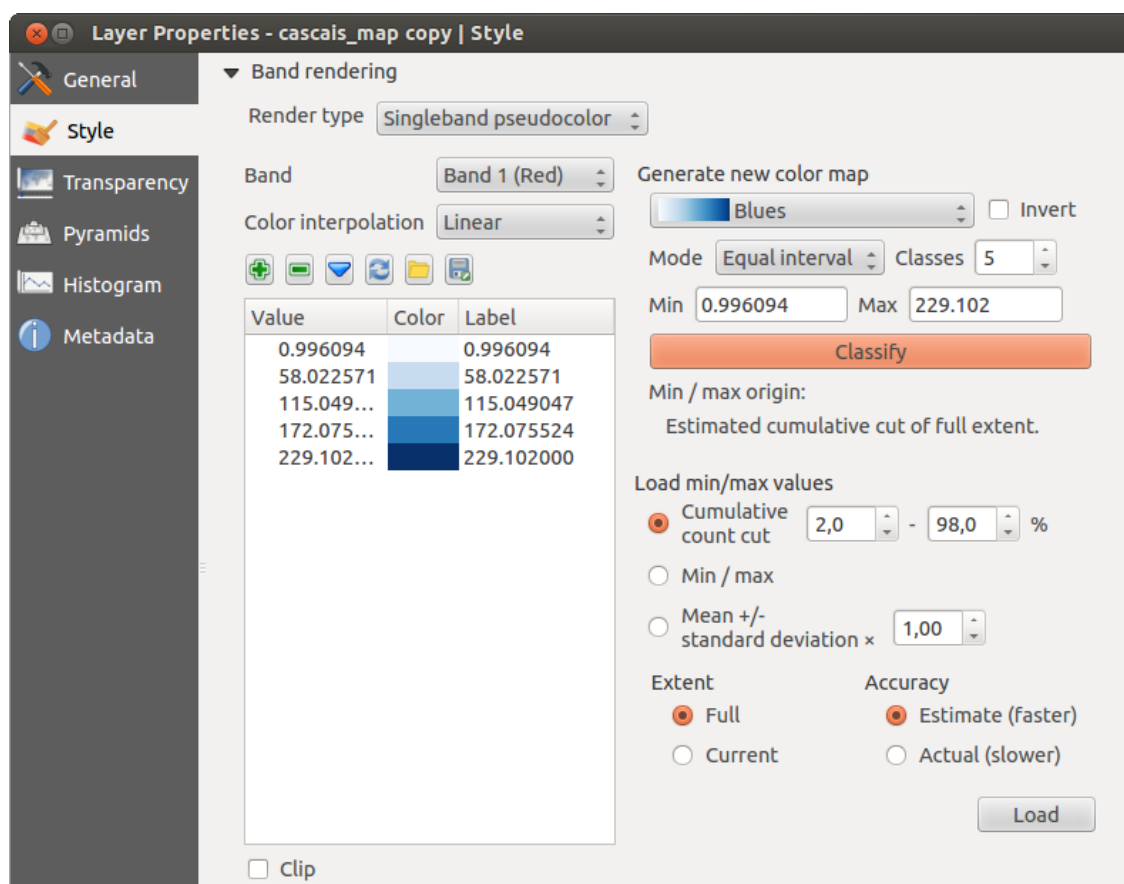 Layer Properties - cascais_map copy | Style
General
Style
Transparency
Pyramids
Histogram
Metadata
Band rendering
Render type Singleband pseudocolor
Band Band 1 (Red)
Color interpolation Linear
Value Color Label
0.996094 0.996094
58.022571 58.022571
115.049... 115.049047
172.075... 172.075524
229.102... 229.102000
Clip
Generate new color map
Blues Invert
Mode Equal interval Classes 5
Min 0.996094 Max 229.102
Classify
Min / max origin:
Estimated cumulative cut of full extent.
Load min/max values
Cumulative
count cut 2,0 - 98,0 %
Min / max
Mean +/-
standard deviation × 1,00
Extent Accuracy
Full Estimate (faster)
Current Actual (slower)
Load